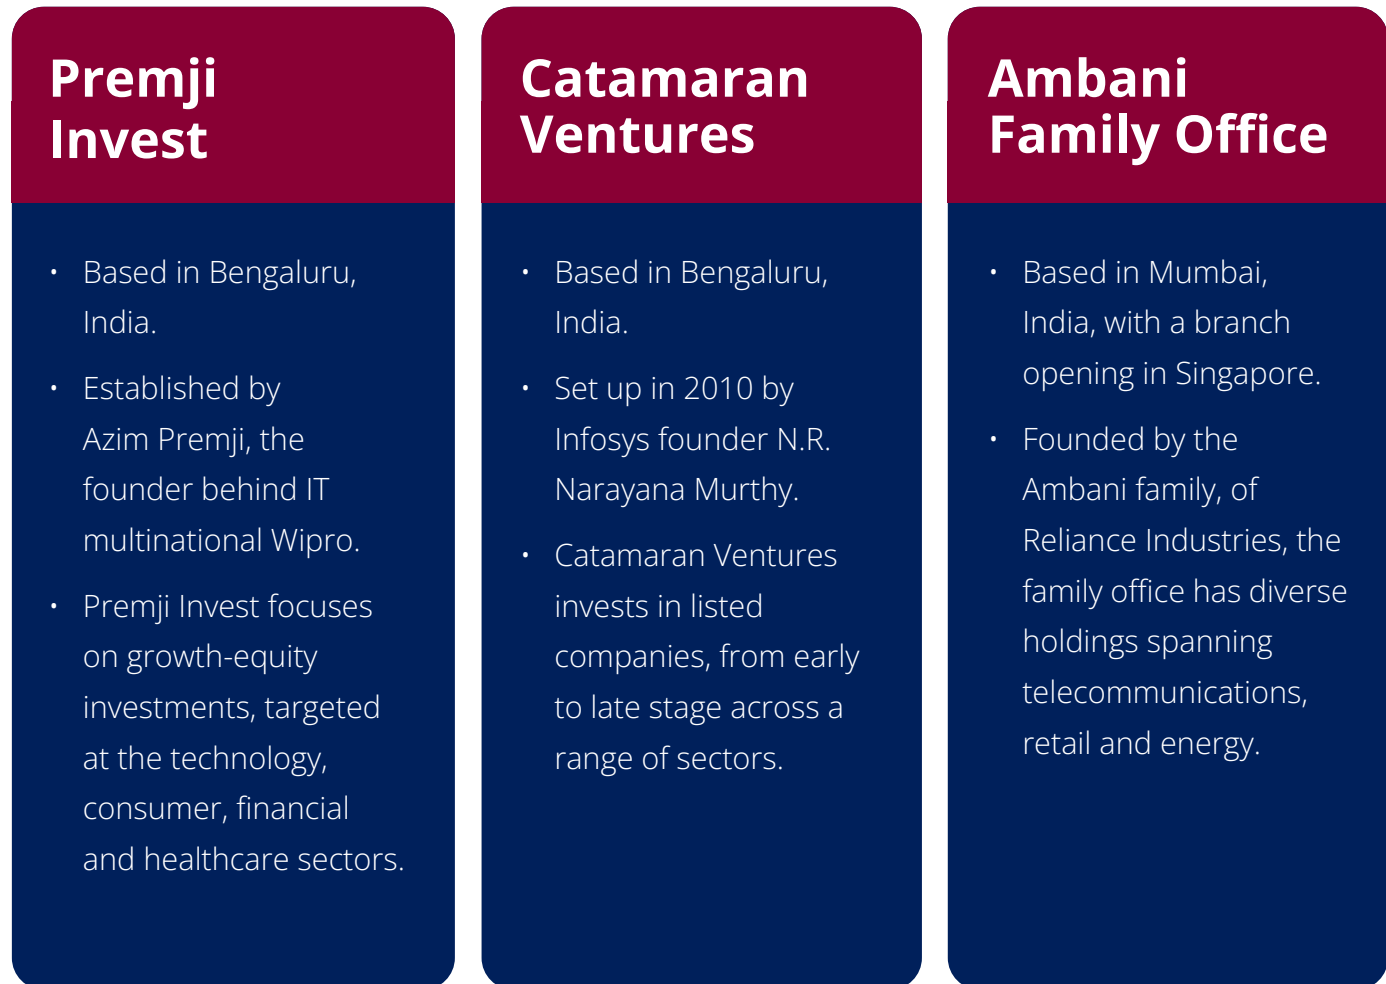 Premji
Invest
• Based in Bengaluru,
India.
• Established by
Azim Premji, the
founder behind IT
multinational Wipro.
• Premji Invest focuses
on growth-equity
investments, targeted
at the technology,
consumer, financial
and healthcare sectors.
Catamaran
Ventures
• Based in Bengaluru,
India.
• Set up in 2010 by
Infosys founder N.R.
Narayana Murthy.
• Catamaran Ventures
invests in listed
companies, from early
to late stage across a
range of sectors.
Ambani
Family Office
• Based in Mumbai,
India, with a branch
opening in Singapore.
• Founded by the
Ambani family, of
Reliance Industries, the
family office has diverse
holdings spanning
telecommunications,
retail and energy.